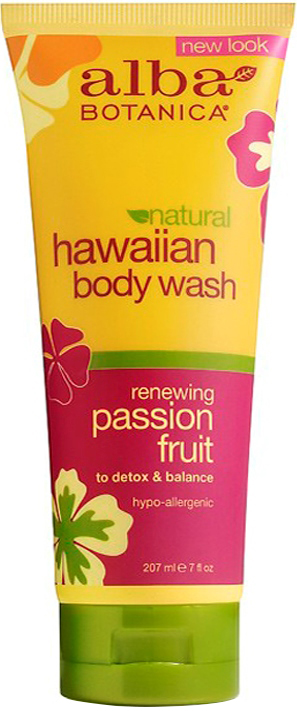 new look
alba
BOTANICA®
natural
hawaiian
body wash
renewing
passion
fruit
to detox & balance
hypo-allergenic
207 ml ℮ 7 fl oz